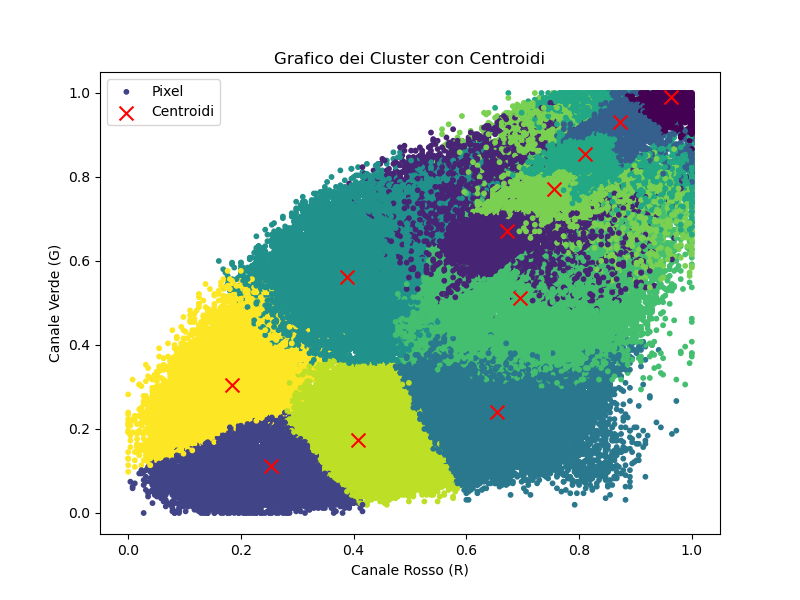 Grafico dei Cluster con Centroidi
Pixel
Centroidi
Canale Verde (G)
1.0
0.8
0.6
0.4
0.2
0.0
0.0 0.2 0.4 0.6 0.8 1.0
Canale Rosso (R)